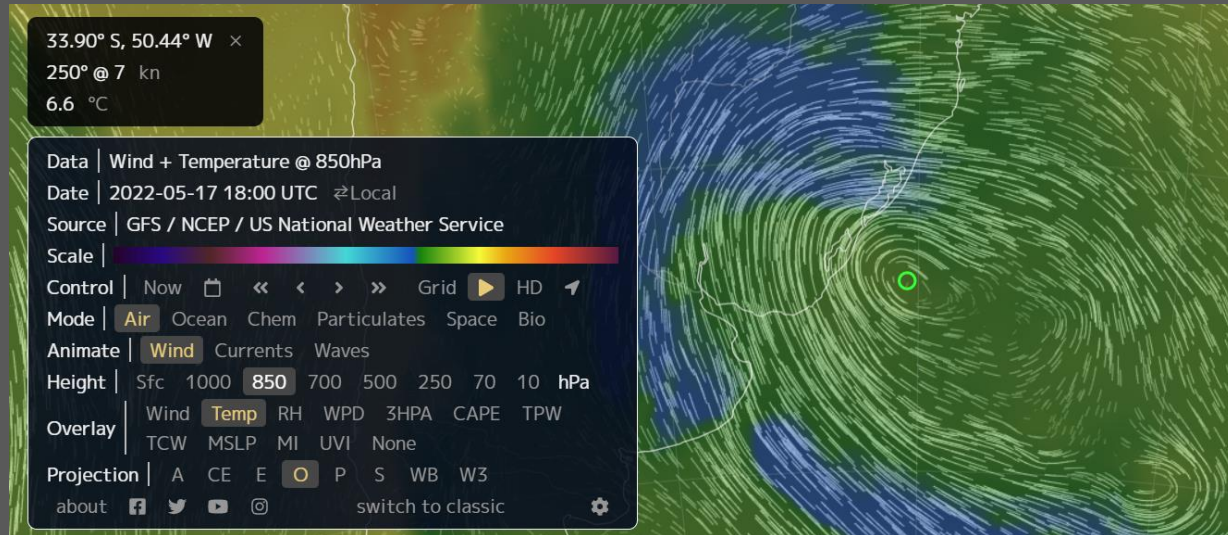 33.90° S, 50.44° W ×
250° @ 7 kn
6.6 °C
Data | Wind + Temperature @ 850hPa
Date | 2022-05-17 18:00 UTC ⇄Local
Source | GFS / NCEP / US National Weather Service
Scale |
Control | Now « ‹ › » Grid HD
Mode | Air Ocean Chem Particulates Space Bio
Animate | Wind Currents Waves
Height | Sfc 1000 850 700 500 250 70 10 hPa
Overlay | Wind Temp RH WPD 3HPA CAPE TPW
TCW MSLP MI UVI None
Projection | A CE E O P S WB W3
about switch to classic